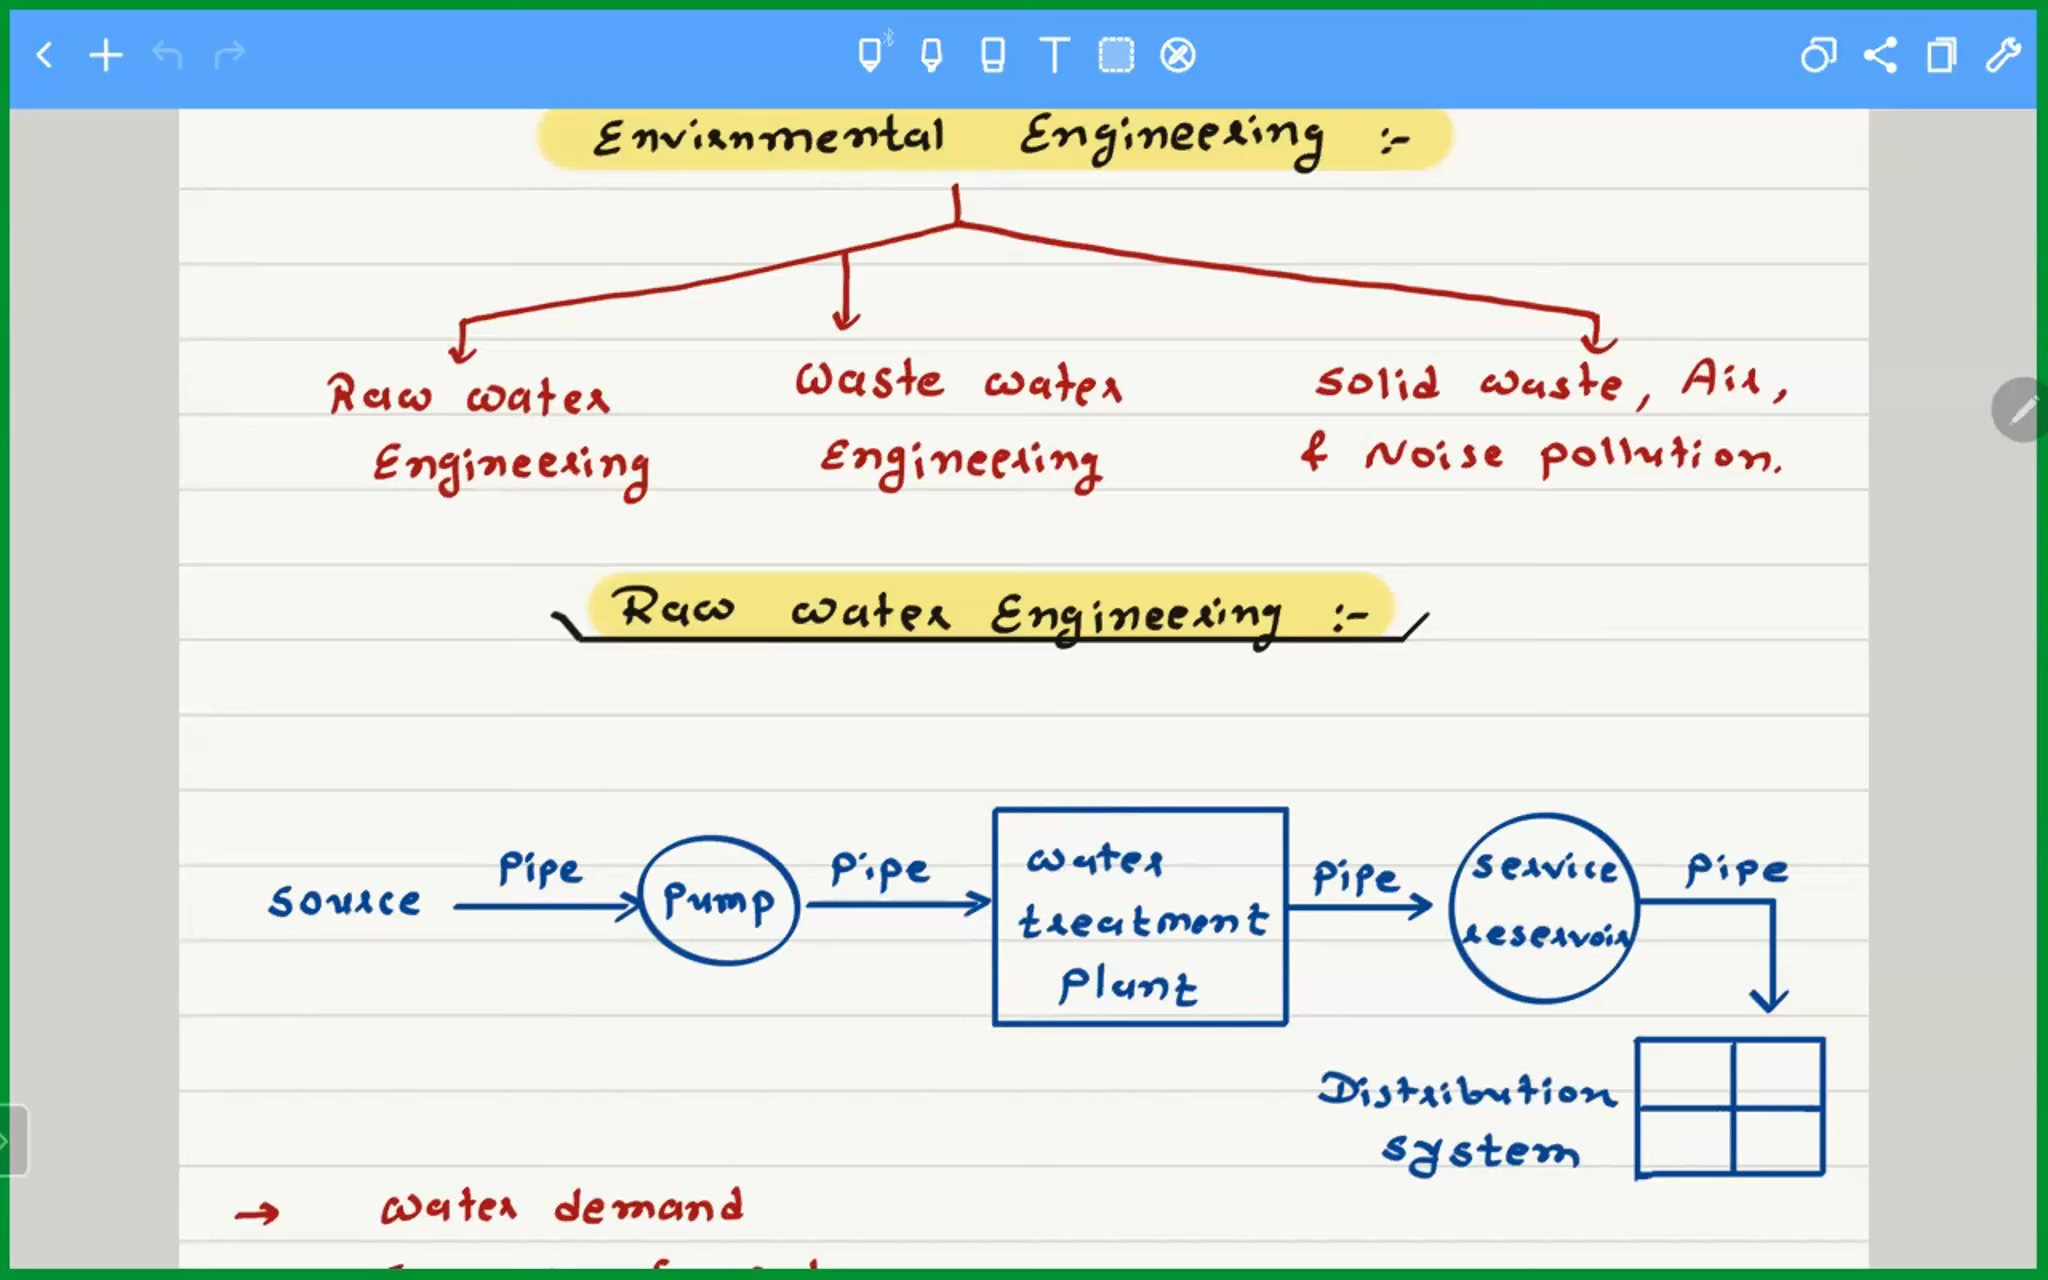 Envirnmental Engineering :-
Raw water
Engineering
Waste water
Engineering
Solid waste, Air,
& Noise pollution.
Raw water Engineering :-
Source
Pipe
Pump
Pipe
water
treatment
plant
Pipe
service
reservoir
Pipe
Distribution
system
→ water demand